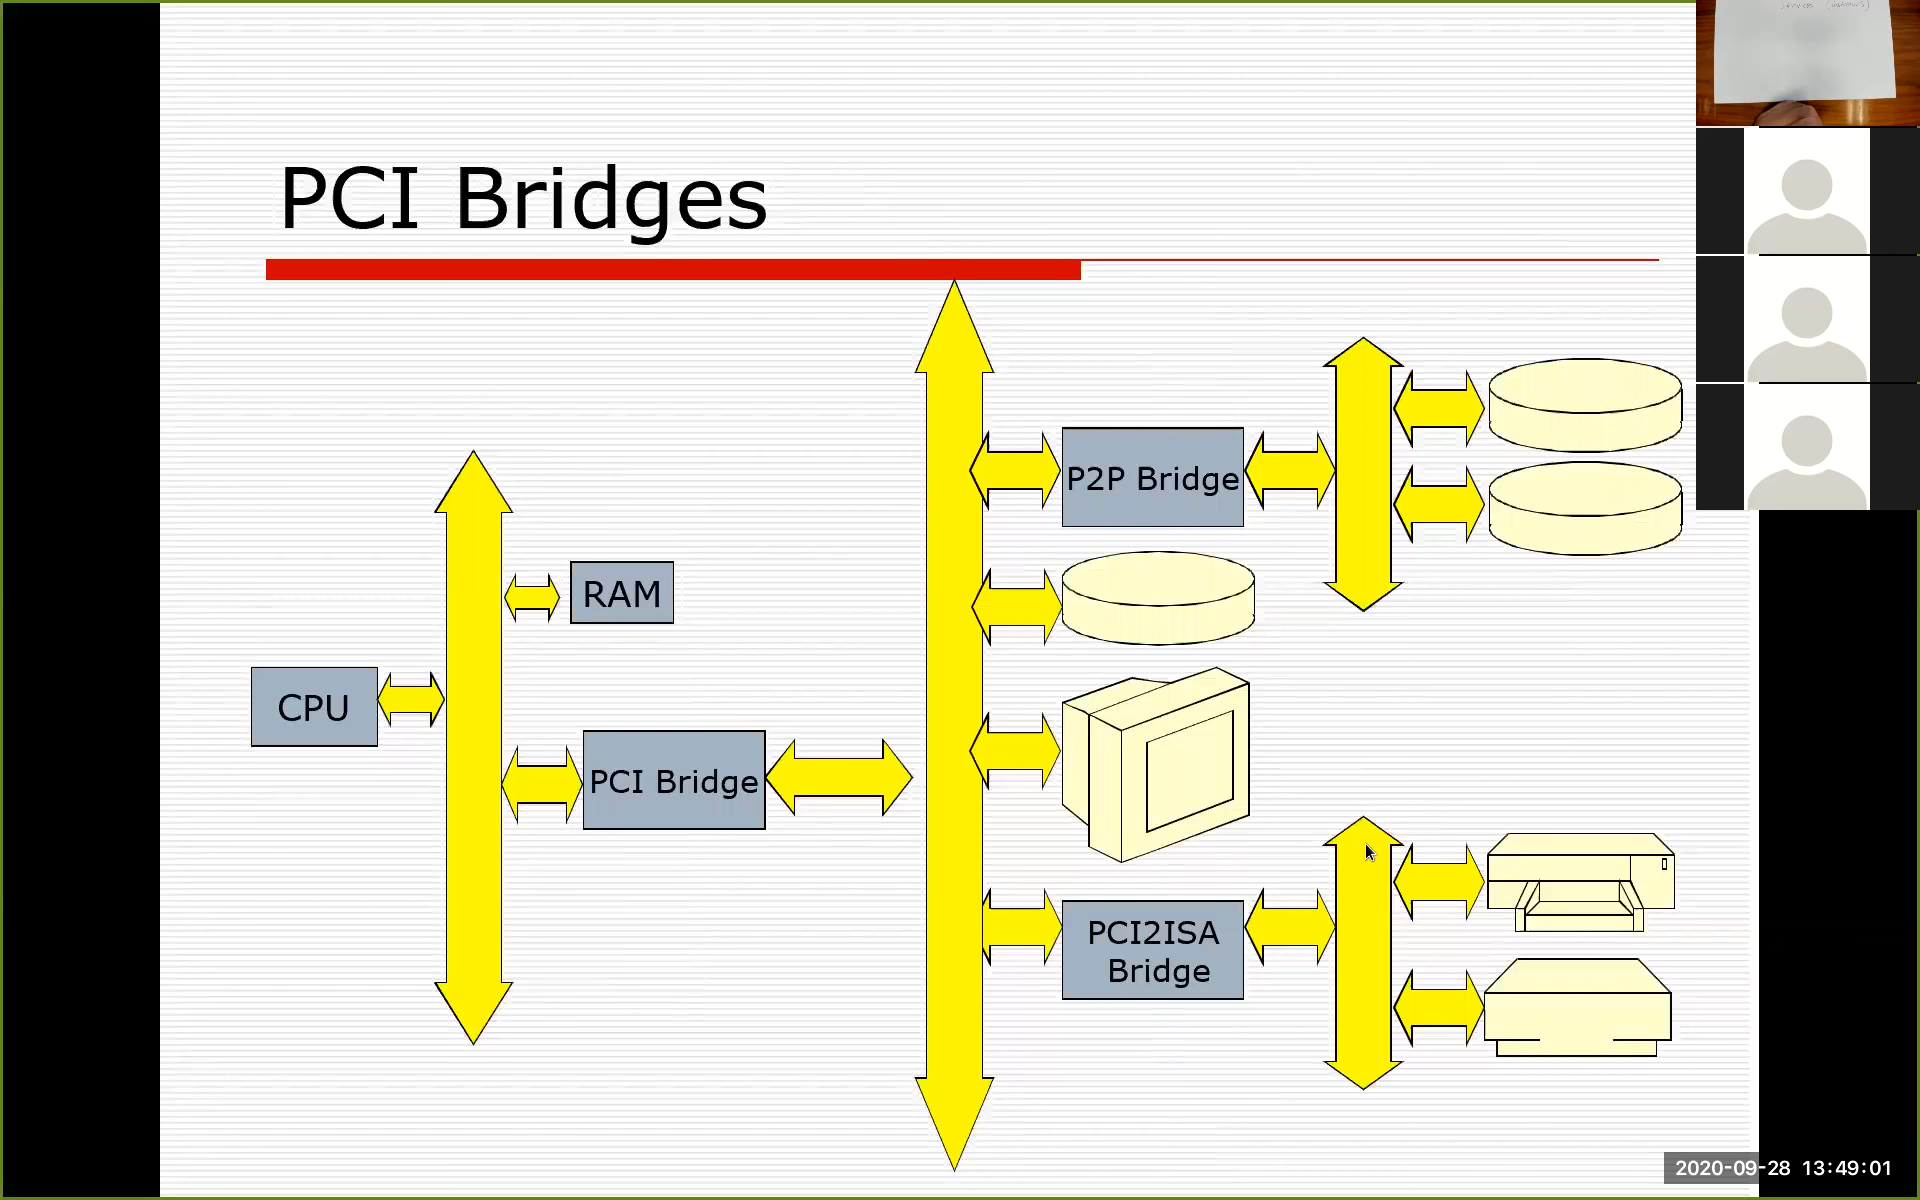 PCI Bridges
P2P Bridge
RAM
CPU
PCI Bridge
PCI2ISA
Bridge
2020-09-28 13:49:01